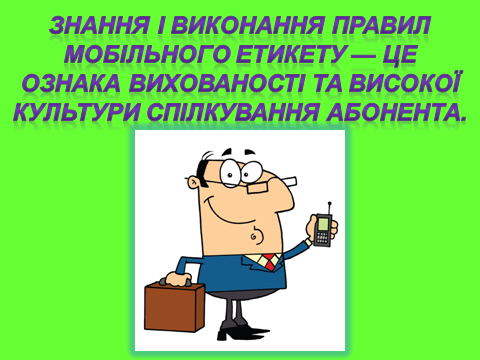 ЗНАННЯ І ВИКОНАННЯ ПРАВИЛ
МОБІЛЬНОГО ЕТИКЕТУ — ЦЕ
ОЗНАКА ВИХОВАНОСТІ ТА ВИСОКОЇ
КУЛЬТУРИ СПІЛКУВАННЯ АБОНЕНТА.